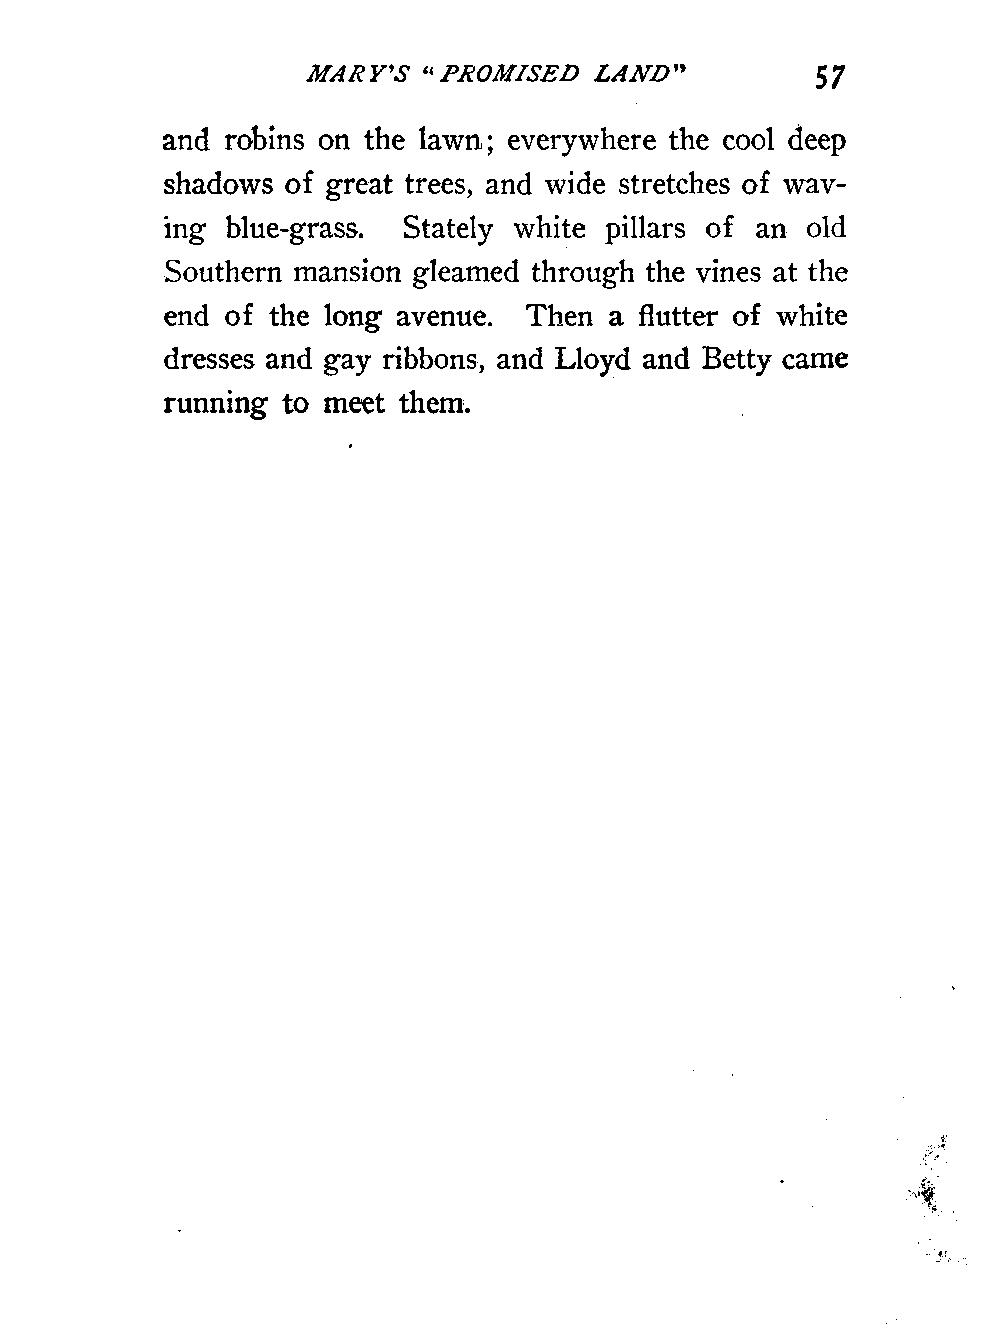 MARY'S "PROMISED LAND" 57
and robins on the lawn; everywhere the cool deep
shadows of great trees, and wide stretches of wav-
ing blue-grass. Stately white pillars of an old
Southern mansion gleamed through the vines at the
end of the long avenue. Then a flutter of white
dresses and gay ribbons, and Lloyd and Betty came
running to meet them.